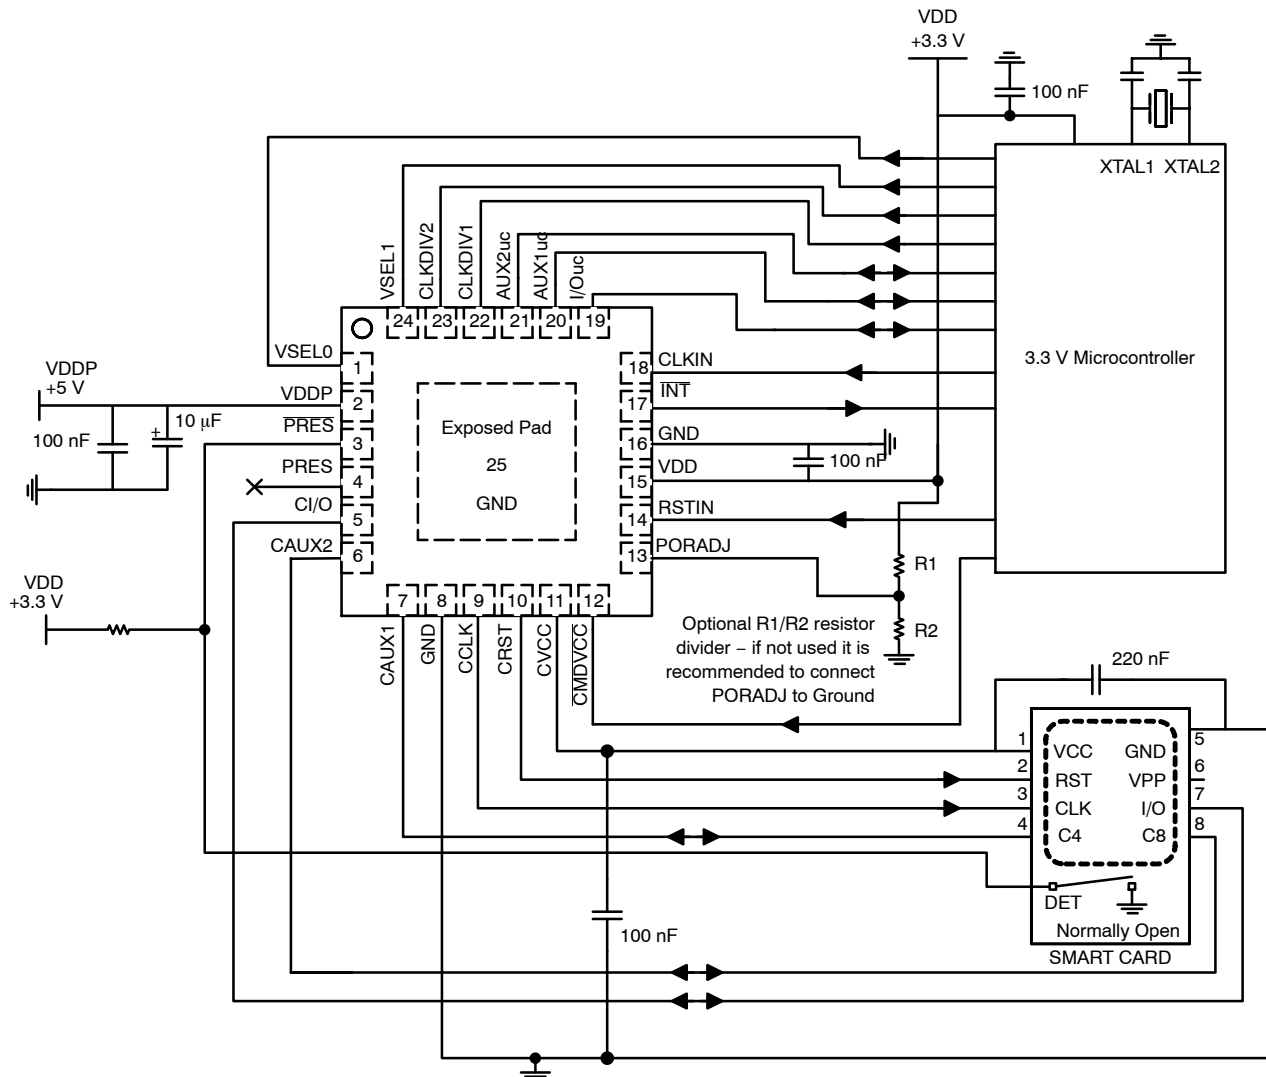 VDD
+3.3 V
100 nF
XTAL1 XTAL2
3.3 V Microcontroller
VSEL1
CLKDIV2
CLKDIV1
AUX2uc
AUX1uc
I/Ouc
24
23
22
21
20
19
VSEL0
1
VDDP
+5 V
VDDP
2
100 nF
+
10 μF
PRES
3
PRES
4
CI/O
5
CAUX2
6
Exposed Pad
25
GND
18
CLKIN
17
INT
16
GND
100 nF
15
VDD
14
RSTIN
13
PORADJ
R1
R2
VDD
+3.3 V
7
8
9
10
11
12
CAUX1
GND
CCLK
CRST
CVCC
CMDVCC
Optional R1/R2 resistor
divider – if not used it is
recommended to connect
PORADJ to Ground
220 nF
1
VCC
GND
5
2
RST
VPP
6
3
CLK
I/O
7
4
C4
C8
8
DET
Normally Open
SMART CARD
100 nF